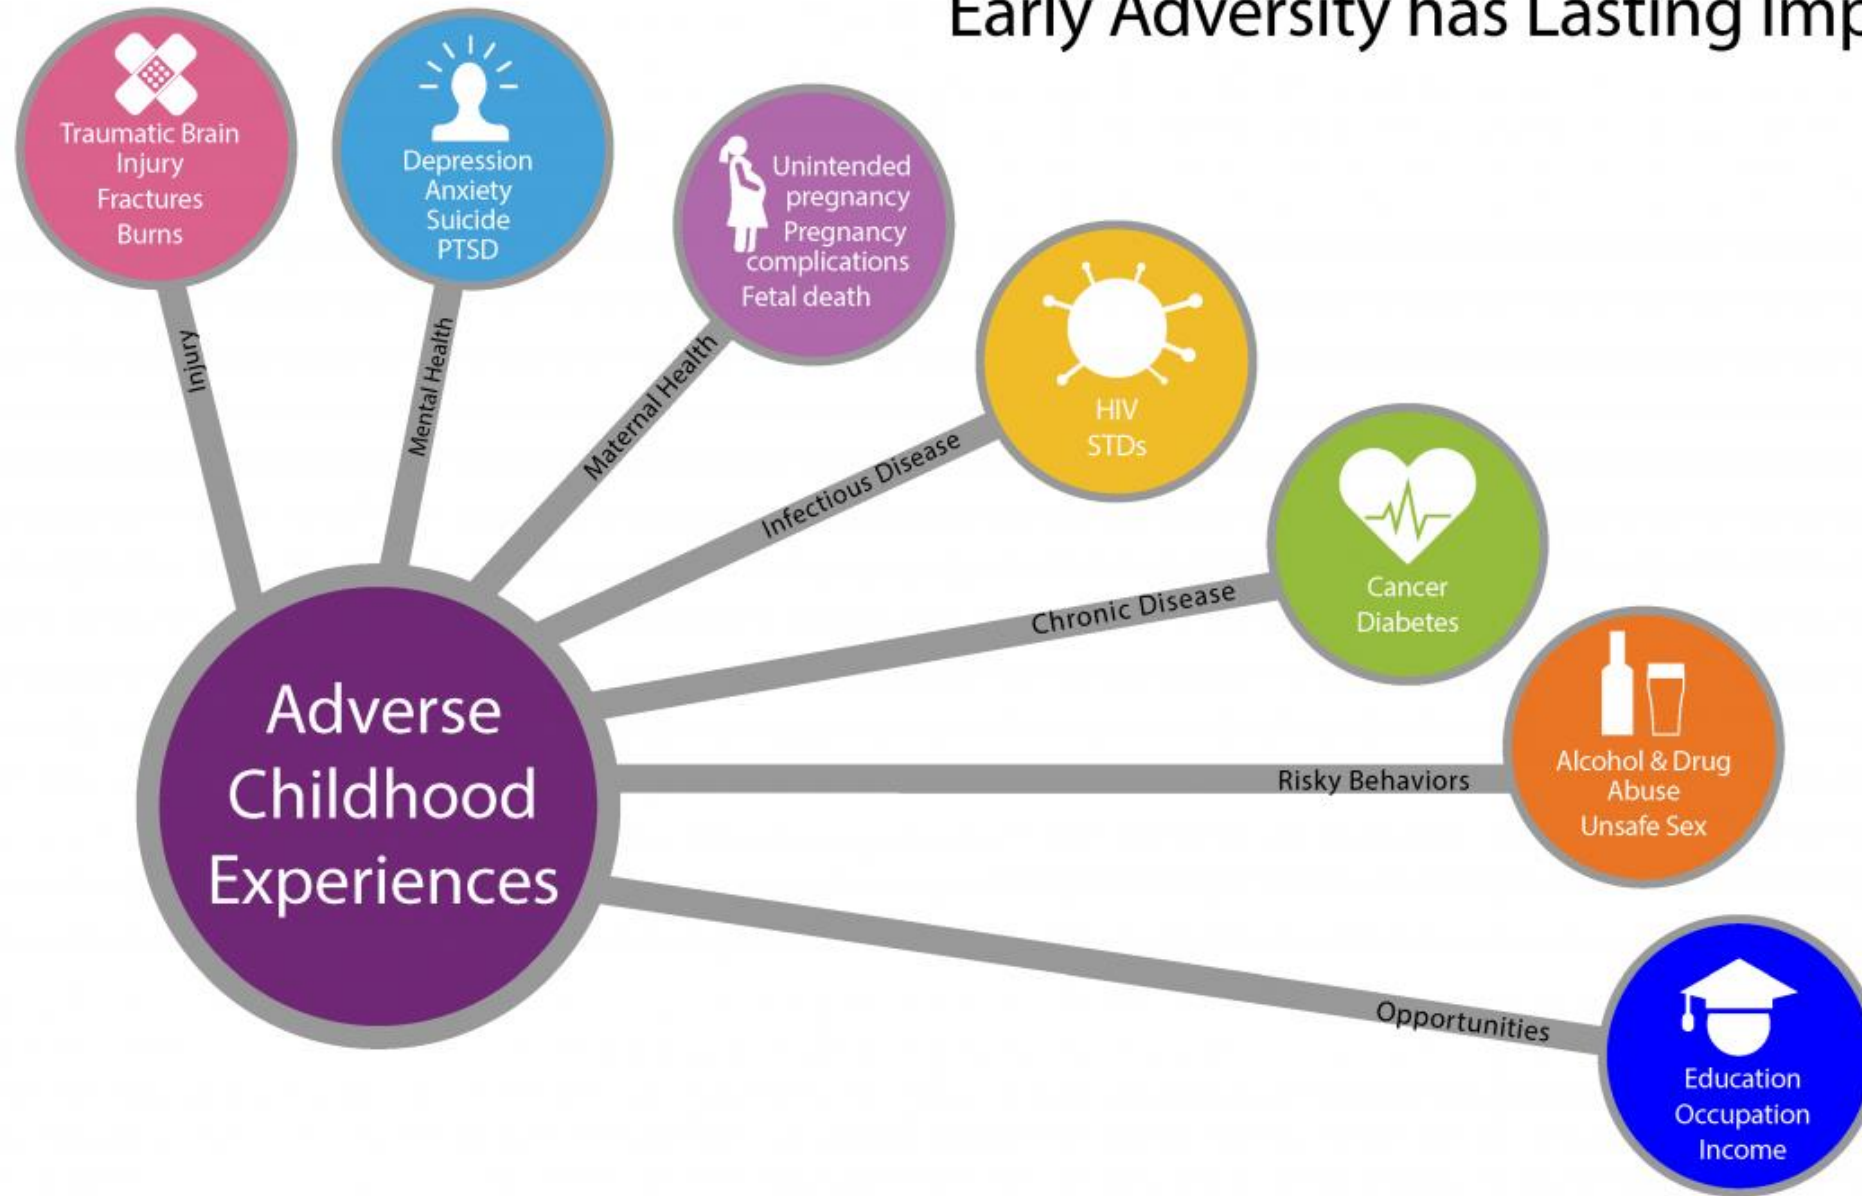 Early Adversity has Lasting Imp
Traumatic Brain
Injury
Fractures
Burns
Depression
Anxiety
Suicide
PTSD
Unintended
pregnancy
Pregnancy
complications
Fetal death
HIV
STDs
Cancer
Diabetes
Alcohol & Drug
Abuse
Unsafe Sex
Education
Occupation
Income
Injury
Mental Health
Maternal Health
Infectious Disease
Chronic Disease
Risky Behaviors
Opportunities
Adverse
Childhood
Experiences